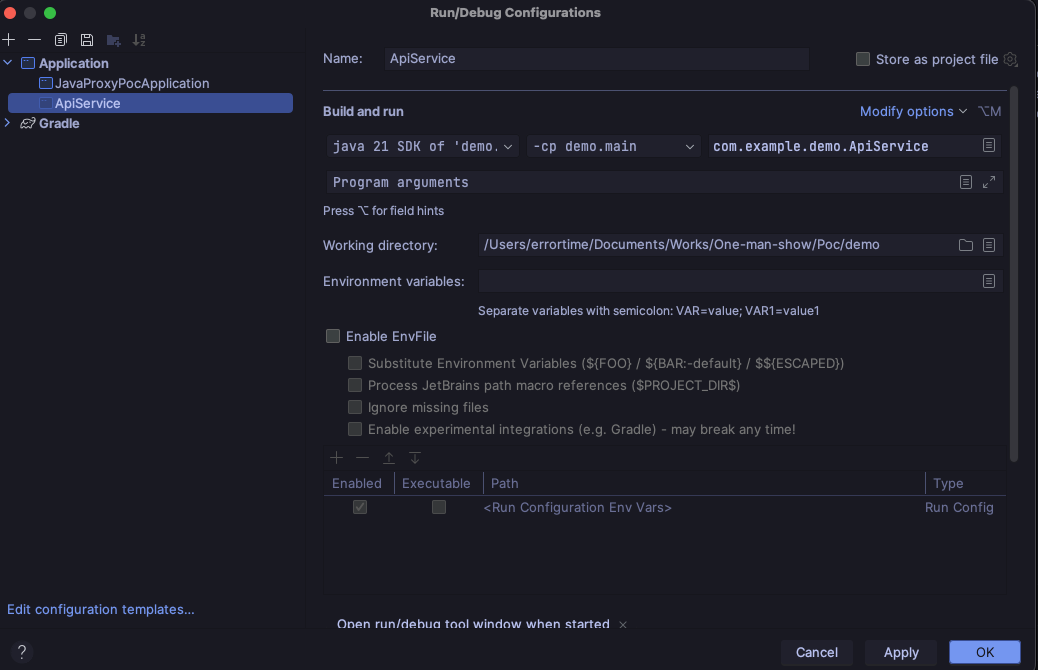 Run/Debug Configurations
Application
JavaProxyPocApplication
ApiService
Gradle
Edit configuration templates...
Name: ApiService
Store as project file
Build and run
Modify options ⌥M
java 21 SDK of 'demo. -cp demo.main com.example.demo.ApiService
Program arguments
Press ⌥ for field hints
Working directory: /Users/errortime/Documents/Works/One-man-show/Poc/demo
Environment variables:
Separate variables with semicolon: VAR=value; VAR1=value1
Enable EnvFile
Substitute Environment Variables (${FOO} / ${BAR:-default} / $${ESCAPED})
Process JetBrains path macro references ($PROJECT_DIR$)
Ignore missing files
Enable experimental integrations (e.g. Gradle) - may break any time!
Enabled Executable Path Type
<Run Configuration Env Vars> Run Config
Open run/debug tool window when started ×
? Cancel Apply OK